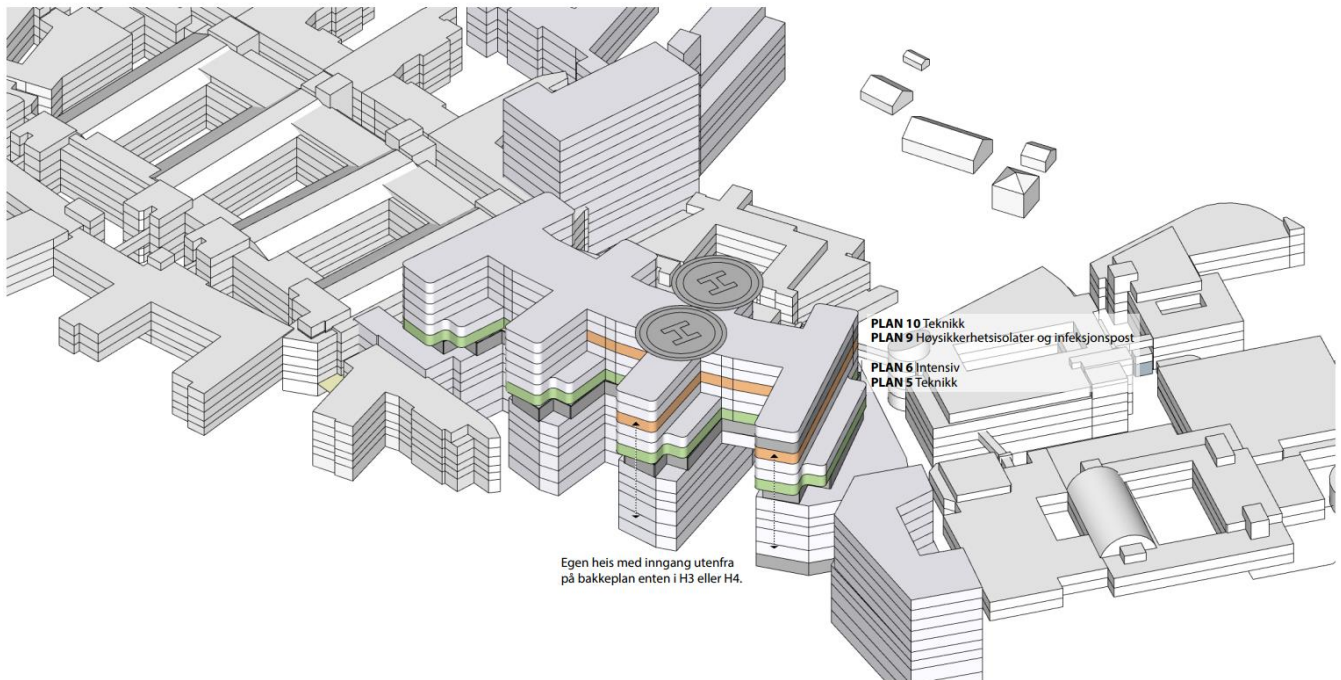 H
H
PLAN 10 Teknikk
PLAN 9 Høysikkerhetsisolater og infeksjonspost
PLAN 6 Intensiv
PLAN 5 Teknikk
Egen heis med inngang utenfra
på bakkeplan enten i H3 eller H4.